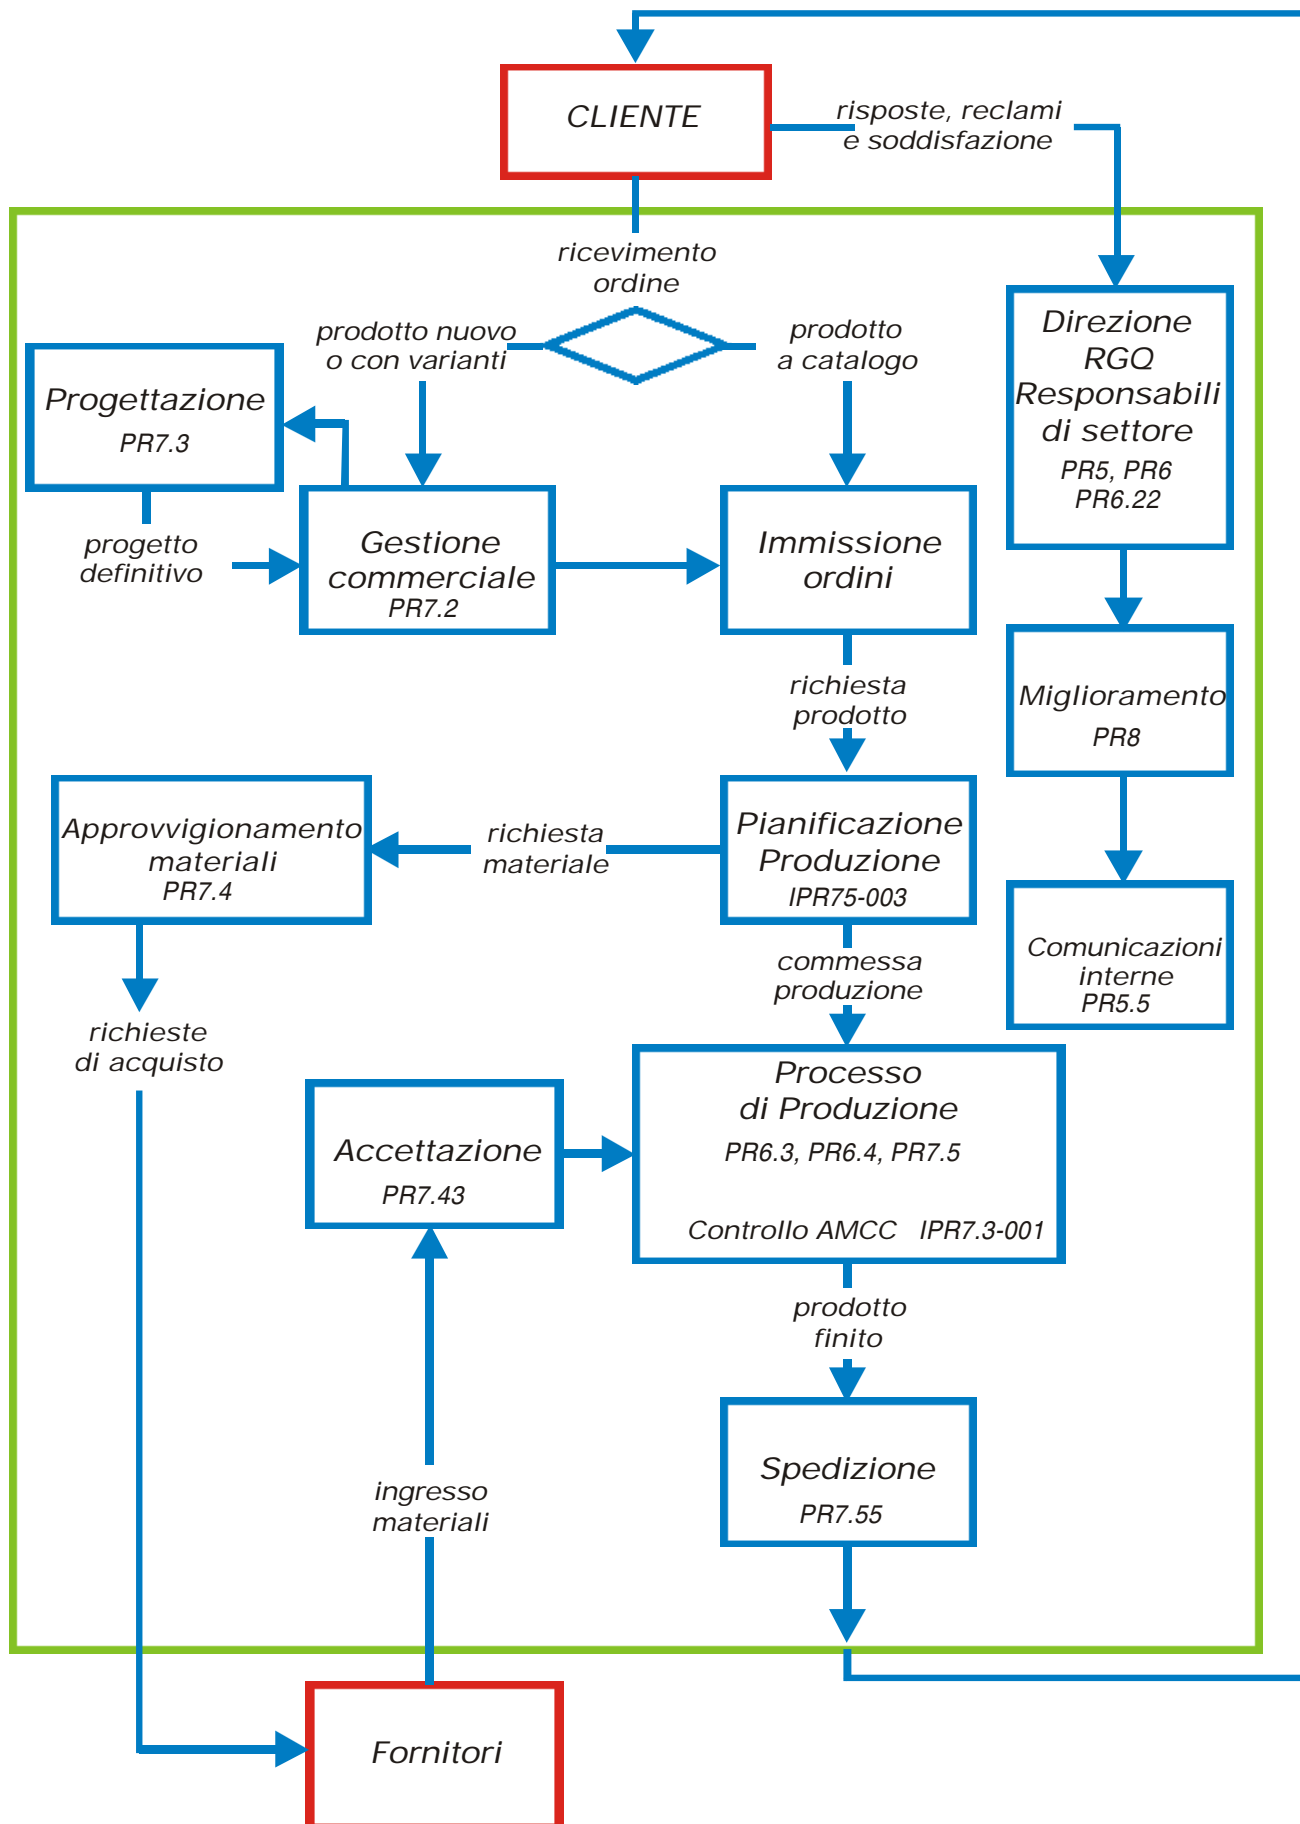 CLIENTE
risposte, reclami
e soddisfazione
ricevimento
ordine
prodotto nuovo
o con varianti
prodotto
a catalogo
Direzione
RGQ
Responsabili
di settore
PR5, PR6
PR6.22
Progettazione
PR7.3
progetto
definitivo
Gestione
commerciale
PR7.2
Immissione
ordini
richiesta
prodotto
Miglioramento
PR8
Approvvigionamento
materiali
PR7.4
richiesta
materiale
Pianificazione
Produzione
IPR75-003
commessa
produzione
Comunicazioni
interne
PR5.5
richieste
di acquisto
Accettazione
PR7.43
Processo
di Produzione
PR6.3, PR6.4, PR7.5
Controllo AMCC IPR7.3-001
prodotto
finito
Spedizione
PR7.55
ingresso
materiali
Fornitori